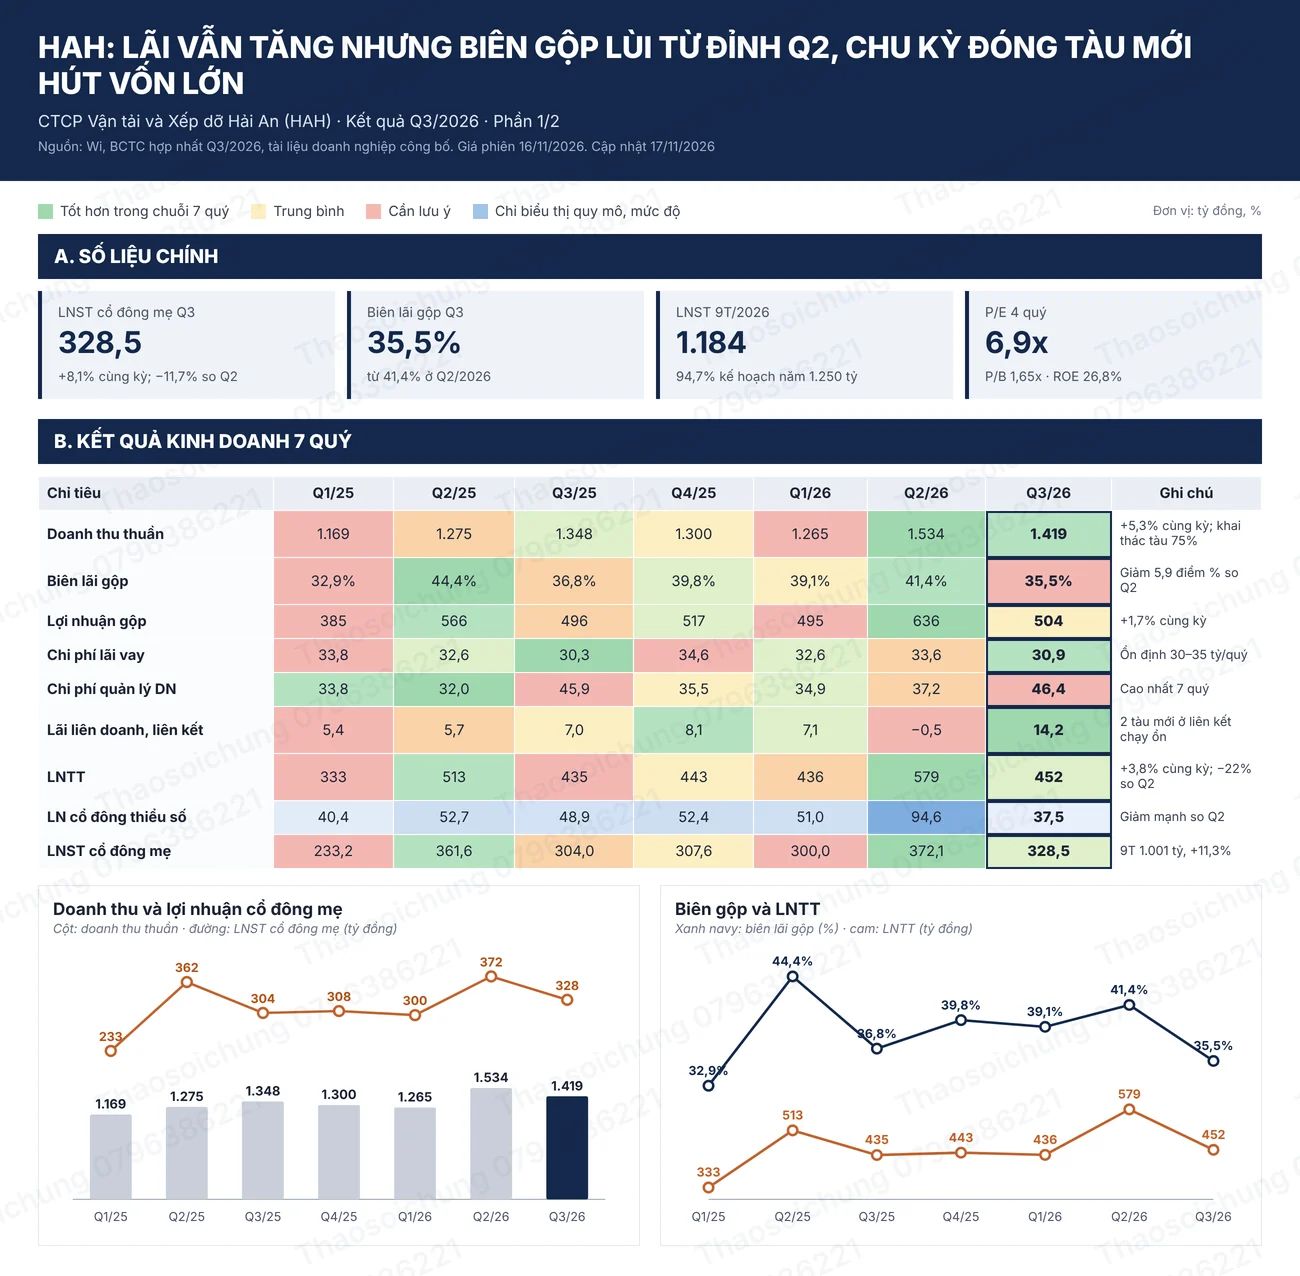 HAH: LÃI VẪN TĂNG NHƯNG BIÊN GỘP LÙI TỪ ĐỈNH Q2, CHU KỲ ĐÓNG TÀU MỚI
HÚT VỐN LỚN
CTCP Vận tải và Xếp dỡ Hải An (HAH) · Kết quả Q3/2026 · Phần 1/2
Nguồn: Wi, BCTC hợp nhất Q3/2026, tài liệu doanh nghiệp công bố. Giá phiên 16/11/2026. Cập nhật 17/11/2026
Tốt hơn trong chuỗi 7 quý Trung bình Cần lưu ý Chỉ biểu thị quy mô, mức độ Đơn vị: tỷ đồng, %
A. SỐ LIỆU CHÍNH
LNST cổ đông mẹ Q3
328,5
+8,1% cùng kỳ; −11,7% so Q2
Biên lãi gộp Q3
35,5%
từ 41,4% ở Q2/2026
LNST 9T/2026
1.184
94,7% kế hoạch năm 1.250 tỷ
P/E 4 quý
6,9x
P/B 1,65x · ROE 26,8%
B. KẾT QUẢ KINH DOANH 7 QUÝ
Chỉ tiêu Q1/25 Q2/25 Q3/25 Q4/25 Q1/26 Q2/26 Q3/26 Ghi chú
Doanh thu thuần 1.169 1.275 1.348 1.300 1.265 1.534 1.419 +5,3% cùng kỳ; khai
thác tàu 75%
Biên lãi gộp 32,9% 44,4% 36,8% 39,8% 39,1% 41,4% 35,5% Giảm 5,9 điểm % so
Q2
Lợi nhuận gộp 385 566 496 517 495 636 504 +1,7% cùng kỳ
Chi phí lãi vay 33,8 32,6 30,3 34,6 32,6 33,6 30,9 Ổn định 30–35 tỷ/quý
Chi phí quản lý DN 33,8 32,0 45,9 35,5 34,9 37,2 46,4 Cao nhất 7 quý
Lãi liên doanh, liên kết 5,4 5,7 7,0 8,1 7,1 −0,5 14,2 2 tàu mới ở liên kết
chạy ổn
LNTT 333 513 435 443 436 579 452 +3,8% cùng kỳ; −22%
so Q2
LN cổ đông thiểu số 40,4 52,7 48,9 52,4 51,0 94,6 37,5 Giảm mạnh so Q2
LNST cổ đông mẹ 233,2 361,6 304,0 307,6 300,0 372,1 328,5 9T 1.001 tỷ, +11,3%
Doanh thu và lợi nhuận cổ đông mẹ
Cột: doanh thu thuần · đường: LNST cổ đông mẹ (tỷ đồng)
233 362 304 308 300 372 328
1.169 1.275 1.348 1.300 1.265 1.534 1.419
Q1/25 Q2/25 Q3/25 Q4/25 Q1/26 Q2/26 Q3/26
Biên gộp và LNTT
Xanh navy: biên lãi gộp (%) · cam: LNTT (tỷ đồng)
32,9% 44,4% 36,8% 39,8% 39,1% 41,4% 35,5%
333 513 435 443 436 579 452
Q1/25 Q2/25 Q3/25 Q4/25 Q1/26 Q2/26 Q3/26
Thaosoichung 0796386221